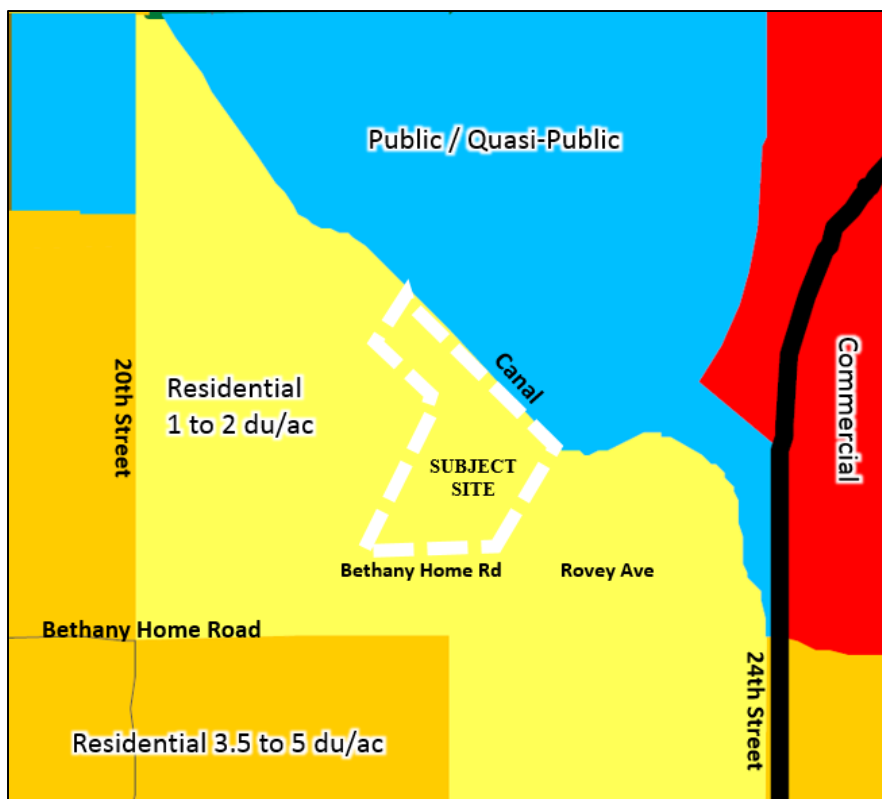 Public / Quasi-Public
Commercial
Canal
20th Street
Residential
1 to 2 du/ac
SUBJECT
SITE
Bethany Home Rd
Rovey Ave
Bethany Home Road
24th Street
Residential 3.5 to 5 du/ac